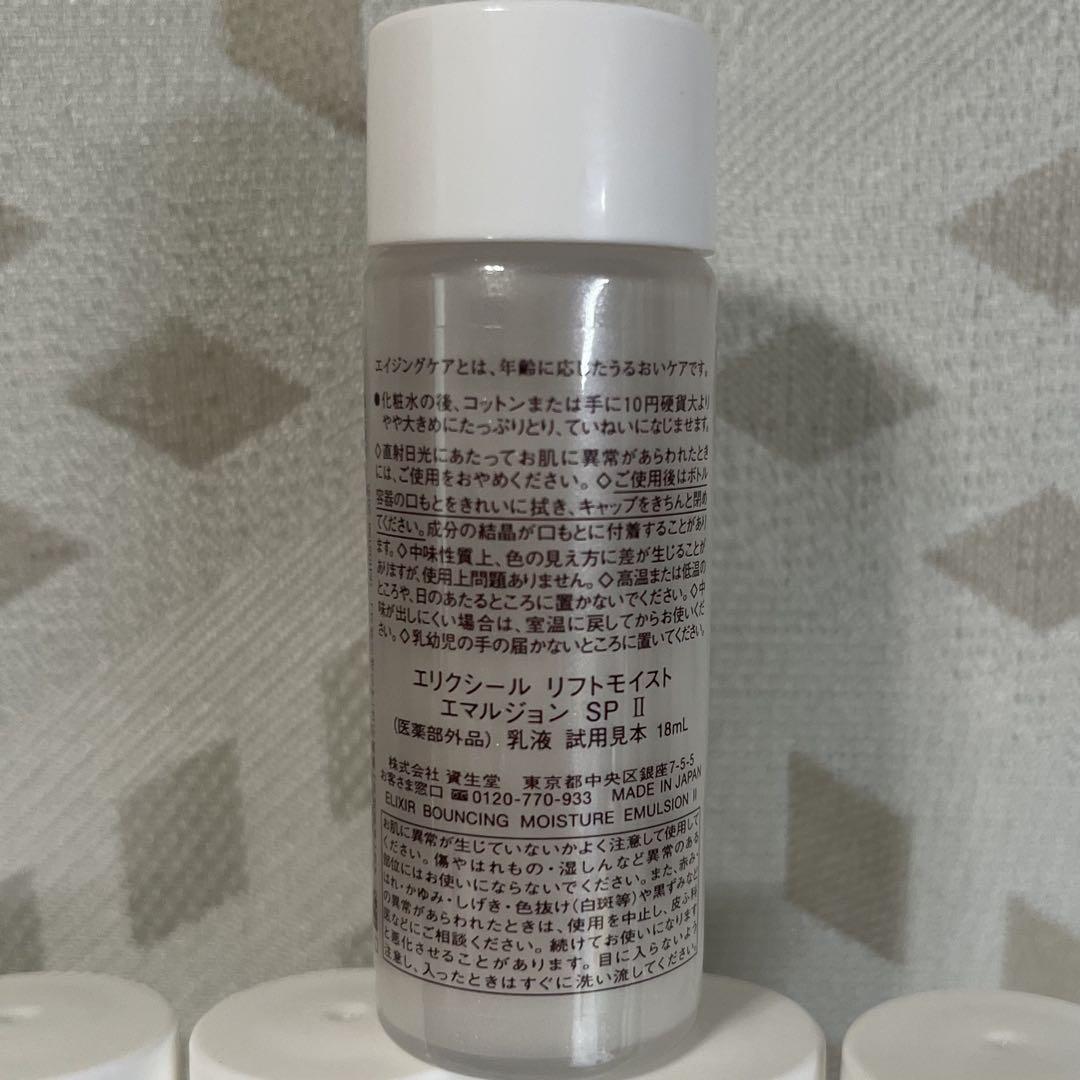 エイジングケアとは、年齢に応じたうるおいケアです。
●化粧水の後、コットンまたは手に10円硬貨大より
やや大きめにたっぷりとり、ていねいになじませます。
◇直射日光にあたってお肌に異常があらわれたとき
には、ご使用をおやめください。◇ご使用後はボトル
容器の口もとをきれいに拭き、キャップをきちんと閉め
てください。成分の結晶が口もとに付着することがあり
ます。◇中味性質上、色の見え方に差が生じることが
ありますが、使用上問題ありません。◇高温または低温の
ところや、日のあたるところに置かないでください。◇中
味が出しにくい場合は、室温に戻してからお使いくだ
さい。◇乳幼児の手の届かないところに置いてください。
エリクシール リフトモイスト
エマルジョン SP Ⅱ
(医薬部外品) 乳液 試用見本 18mL
株式会社 資生堂 東京都中央区銀座7-5-5
お客さま窓口 0120-770-933 MADE IN JAPAN
ELIXIR BOUNCING MOISTURE EMULSION II
お肌に異常が生じていないかよく注意して使用して
ください。傷やはれもの・湿しんなど異常のある
部位にはお使いにならないでください。また、赤み・
はれ・かゆみ・しげき・色抜け(白斑等)や黒ずみなど
の異常があらわれたときは、使用を中止し、皮ふ科
医などにご相談ください。続けてお使いになります
と悪化させることがあります。目に入らないよう
注意し、入ったときはすぐに洗い流してください。